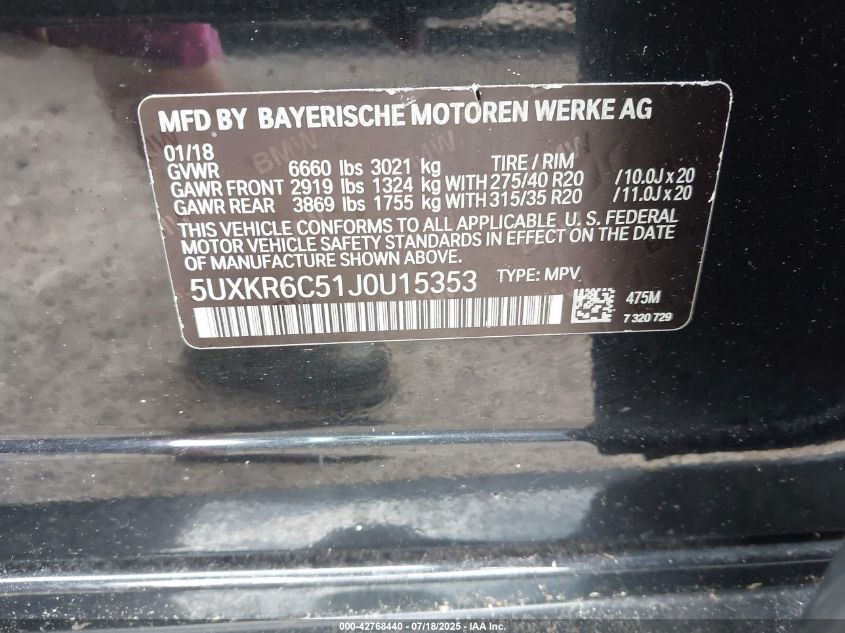 MFD BY BAYERISCHE MOTOREN WERKE AG
01/18
GVWR 6660 lbs 3021 kg TIRE / RIM
GAWR FRONT 2919 lbs 1324 kg WITH 275/40 R20 /10.0J x 20
GAWR REAR 3869 lbs 1755 kg WITH 315/35 R20 /11.0J x 20
THIS VEHICLE CONFORMS TO ALL APPLICABLE U. S. FEDERAL
MOTOR VEHICLE SAFETY STANDARDS IN EFFECT ON THE DATE
OF MANUFACTURE SHOWN ABOVE.
5UXKR6C51J0U15353 TYPE: MPV
475M
7 320 729
000-42768440 - 07/18/2025 - IAA Inc.